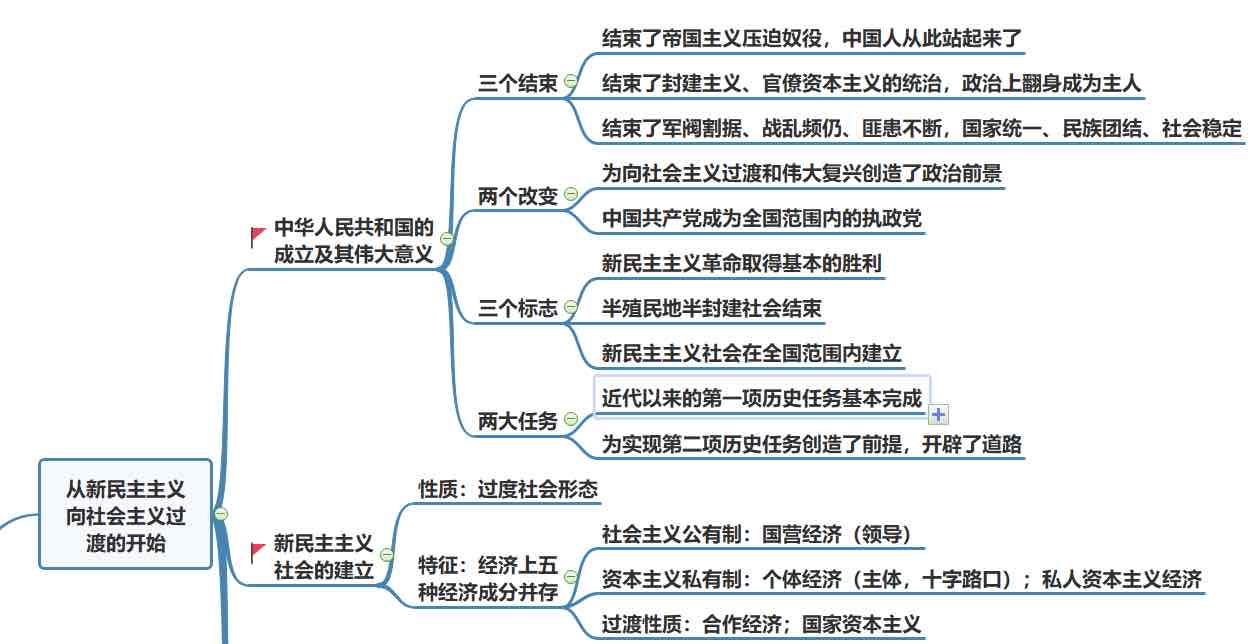 从新民主主义
向社会主义过
渡的开始
中华人民共和国的
成立及其伟大意义
三个结束
结束了帝国主义压迫奴役，中国人从此站起来了
结束了封建主义、官僚资本主义的统治，政治上翻身成为主人
结束了军阀割据、战乱频仍、匪患不断，国家统一、民族团结、社会稳定
两个改变
为向社会主义过渡和伟大复兴创造了政治前景
中国共产党成为全国范围内的执政党
三个标志
新民主主义革命取得基本的胜利
半殖民地半封建社会结束
新民主主义社会在全国范围内建立
两大任务
近代以来的第一项历史任务基本完成
为实现第二项历史任务创造了前提，开辟了道路
新民主主义
社会的建立
性质：过度社会形态
特征：经济上五
种经济成分并存
社会主义公有制：国营经济（领导）
资本主义私有制：个体经济（主体，十字路口）；私人资本主义经济
过渡性质：合作经济；国家资本主义